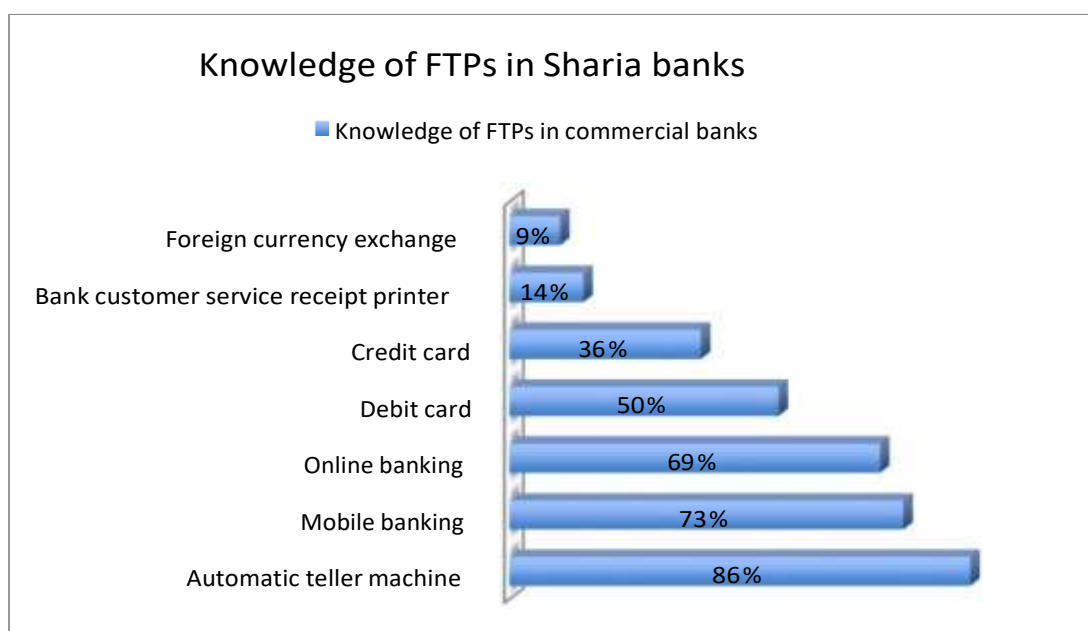 Knowledge of FTPs in Sharia banks
Knowledge of FTPs in commercial banks
Foreign currency exchange 9%
Bank customer service receipt printer 14%
Credit card 36%
Debit card 50%
Online banking 69%
Mobile banking 73%
Automatic teller machine 86%